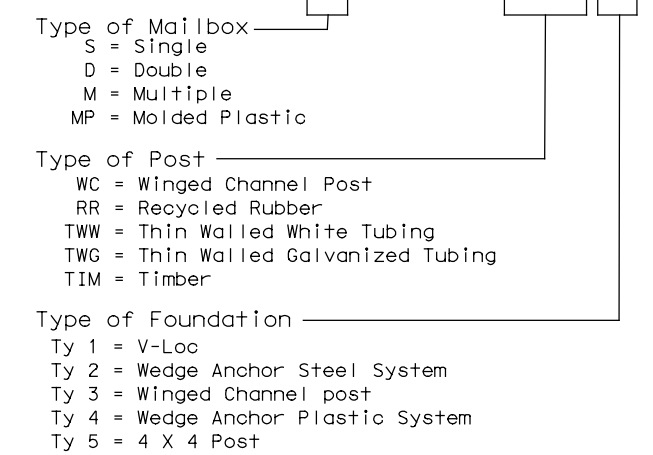 Type of Mailbox
S = Single
D = Double
M = Multiple
MP = Molded Plastic
Type of Post
WC = Winged Channel Post
RR = Recycled Rubber
TWW = Thin Walled White Tubing
TWG = Thin Walled Galvanized Tubing
TIM = Timber
Type of Foundation
Ty 1 = V-Loc
Ty 2 = Wedge Anchor Steel System
Ty 3 = Winged Channel post
Ty 4 = Wedge Anchor Plastic System
Ty 5 = 4 X 4 Post